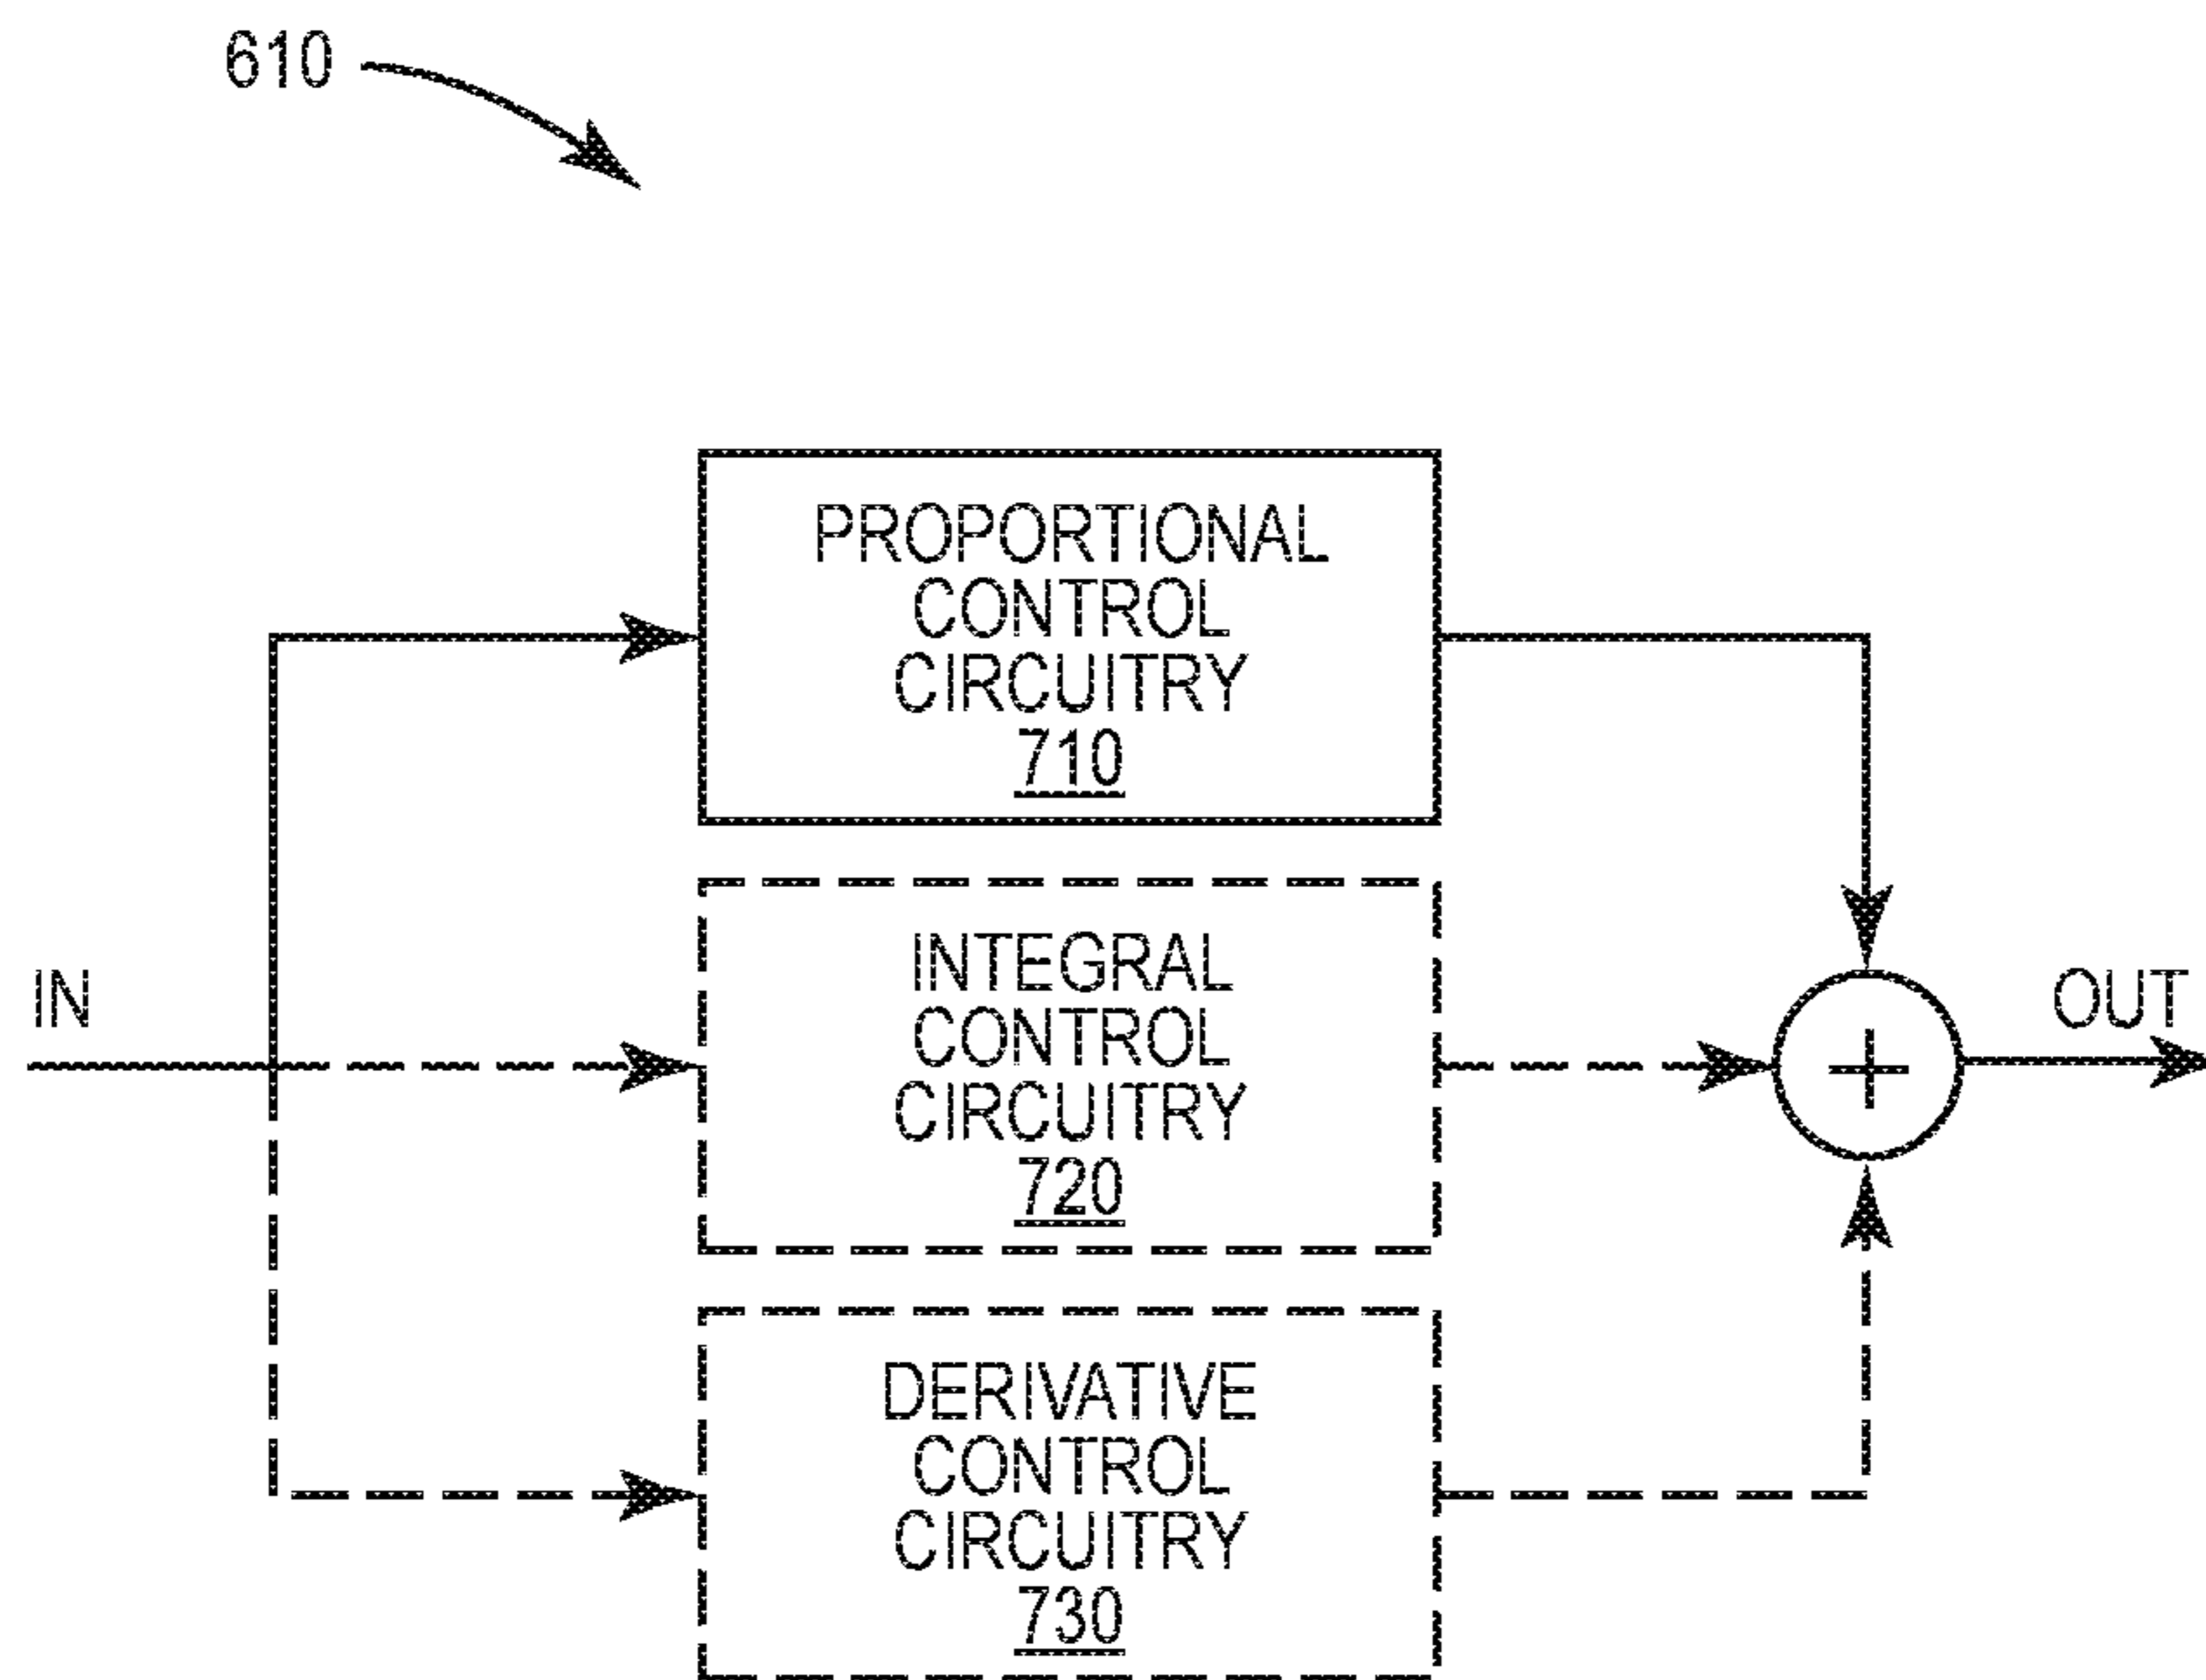 610
PROPORTIONAL
CONTROL
CIRCUITRY
710
IN
INTEGRAL
CONTROL
CIRCUITRY
720
OUT
DERIVATIVE
CONTROL
CIRCUITRY
730